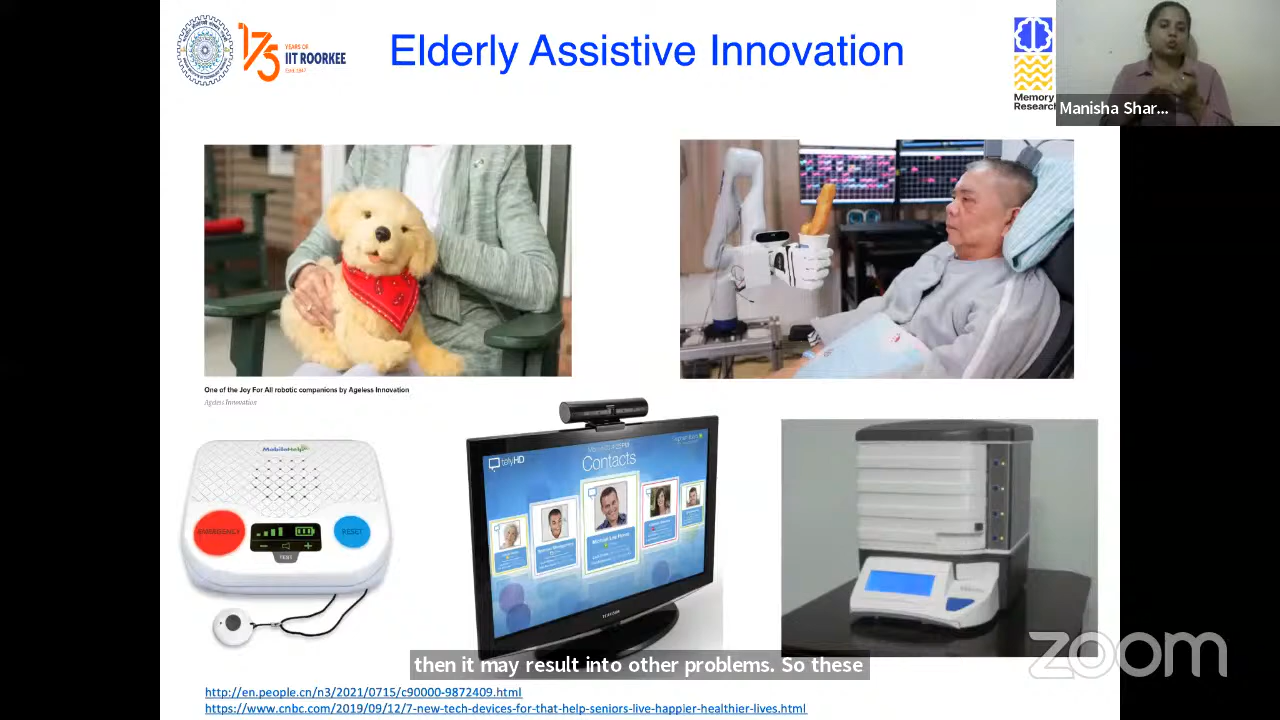 175
YEARS OF
IIT ROORKEE
Elderly Assistive Innovation
Memory
Research
Manisha Shar...
One of the Joy For All robotic companions by Ageless Innovation
Ageless Innovation
MobileHelp
EMERGENCY
RESET
TEST
telyHD
Contacts
then it may result into other problems. So these
zoom
http://en.people.cn/n3/2021/0715/c90000-9872409.html
https://www.cnbc.com/2019/09/12/7-new-tech-devices-for-that-help-seniors-live-happier-healthier-lives.html